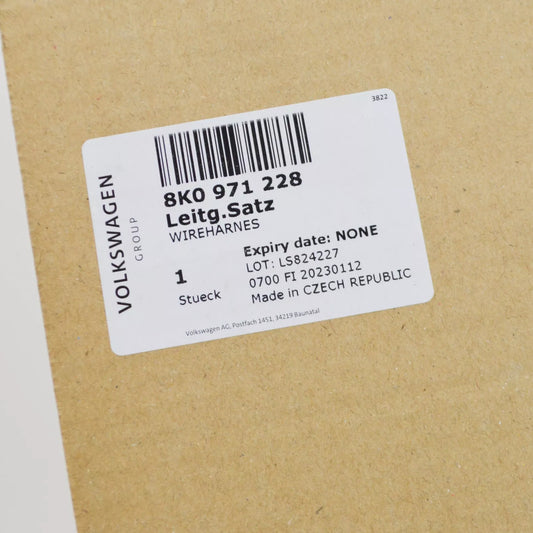 3822
VOLKSWAGEN
GROUP
8K0 971 228
Leitg.Satz
WIREHARNES
1
Stueck
Expiry date: NONE
LOT: LS824227
0700 FI 20230112
Made in CZECH REPUBLIC
Volkswagen AG, Postfach 1451, 34219 Baunatal